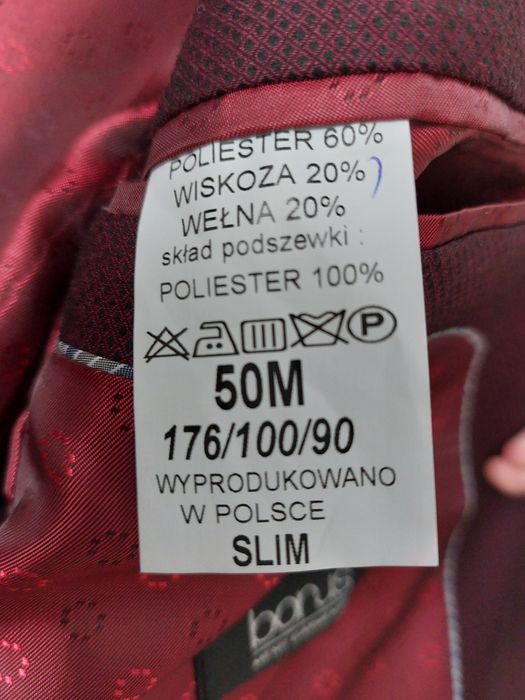 POLIESTER 60%
WISKOZA 20%
WEŁNA 20%
skład podszewki :
POLIESTER 100%
P
50M
176/100/90
WYPRODUKOWANO
W POLSCE
SLIM